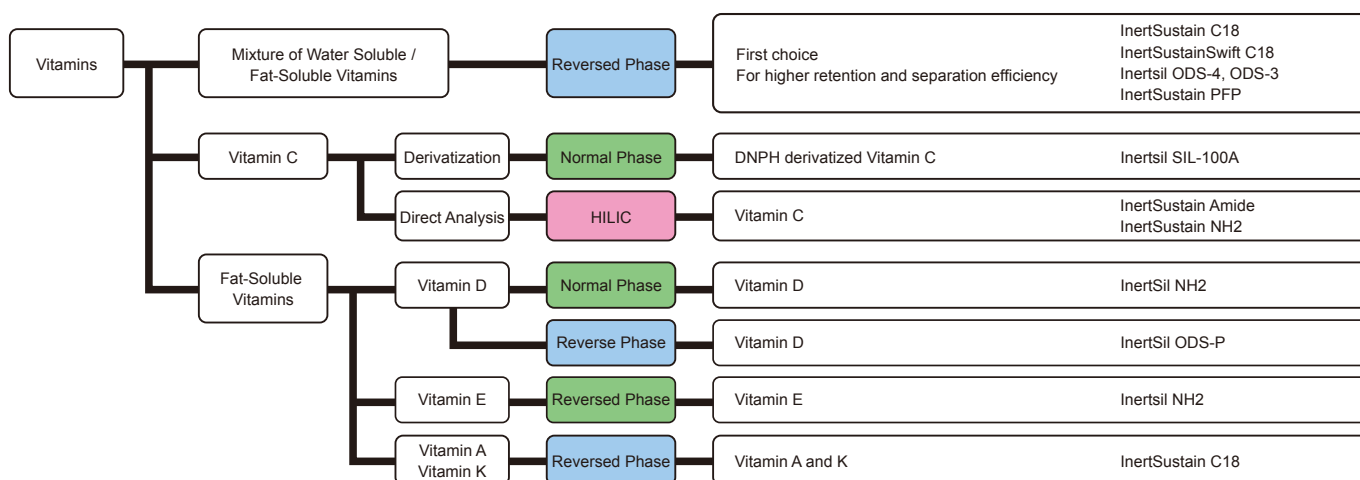 Vitamins
Mixture of Water Soluble /
Fat-Soluble Vitamins
Reversed Phase
First choice
For higher retention and separation efficiency
InertSustain C18
InertSustainSwift C18
Inertsil ODS-4, ODS-3
InertSustain PFP
Vitamin C
Derivatization
Normal Phase
DNPH derivatized Vitamin C
Inertsil SIL-100A
Direct Analysis
HILIC
Vitamin C
InertSustain Amide
InertSustain NH2
Fat-Soluble
Vitamins
Vitamin D
Normal Phase
Vitamin D
InertSil NH2
Reverse Phase
Vitamin D
InertSil ODS-P
Vitamin E
Reversed Phase
Vitamin E
Inertsil NH2
Vitamin A
Vitamin K
Reversed Phase
Vitamin A and K
InertSustain C18